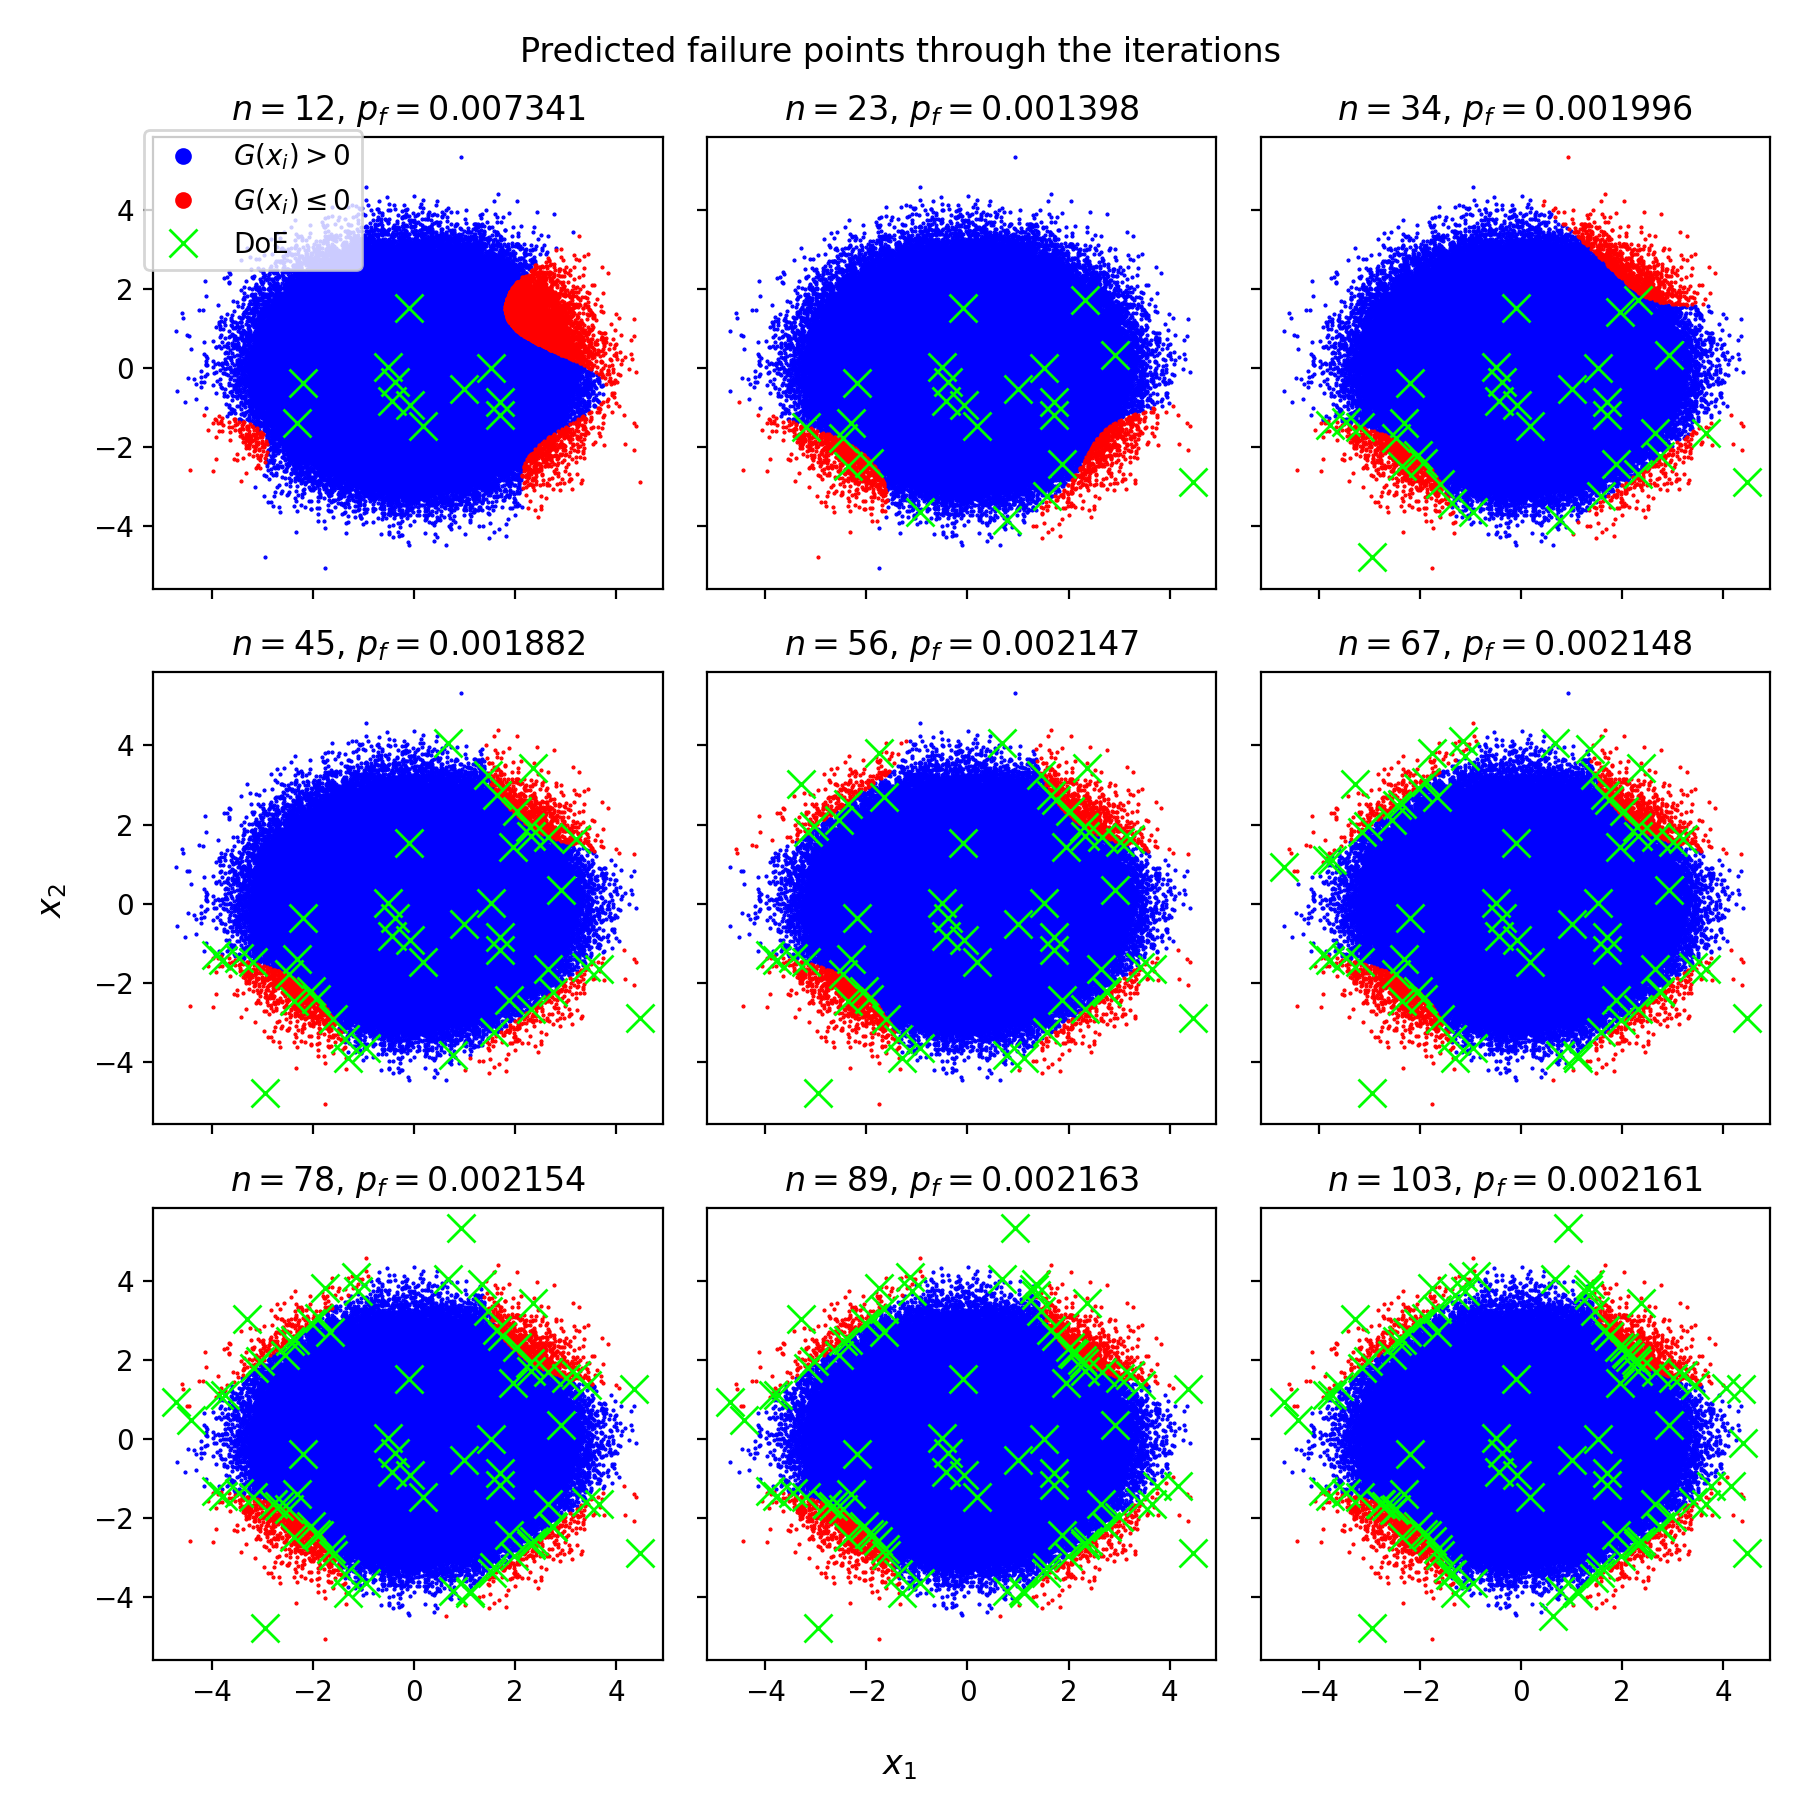 Predicted failure points through the iterations
n = 12, p_f = 0.007341
n = 23, p_f = 0.001398
n = 34, p_f = 0.001996
G(x_i) > 0
G(x_i) ≤ 0
DoE
4
2
0
−2
−4
n = 45, p_f = 0.001882
n = 56, p_f = 0.002147
n = 67, p_f = 0.002148
4
2
0
−2
−4
x_2
n = 78, p_f = 0.002154
n = 89, p_f = 0.002163
n = 103, p_f = 0.002161
4
2
0
−2
−4
−4 −2 0 2 4
−4 −2 0 2 4
−4 −2 0 2 4
x_1